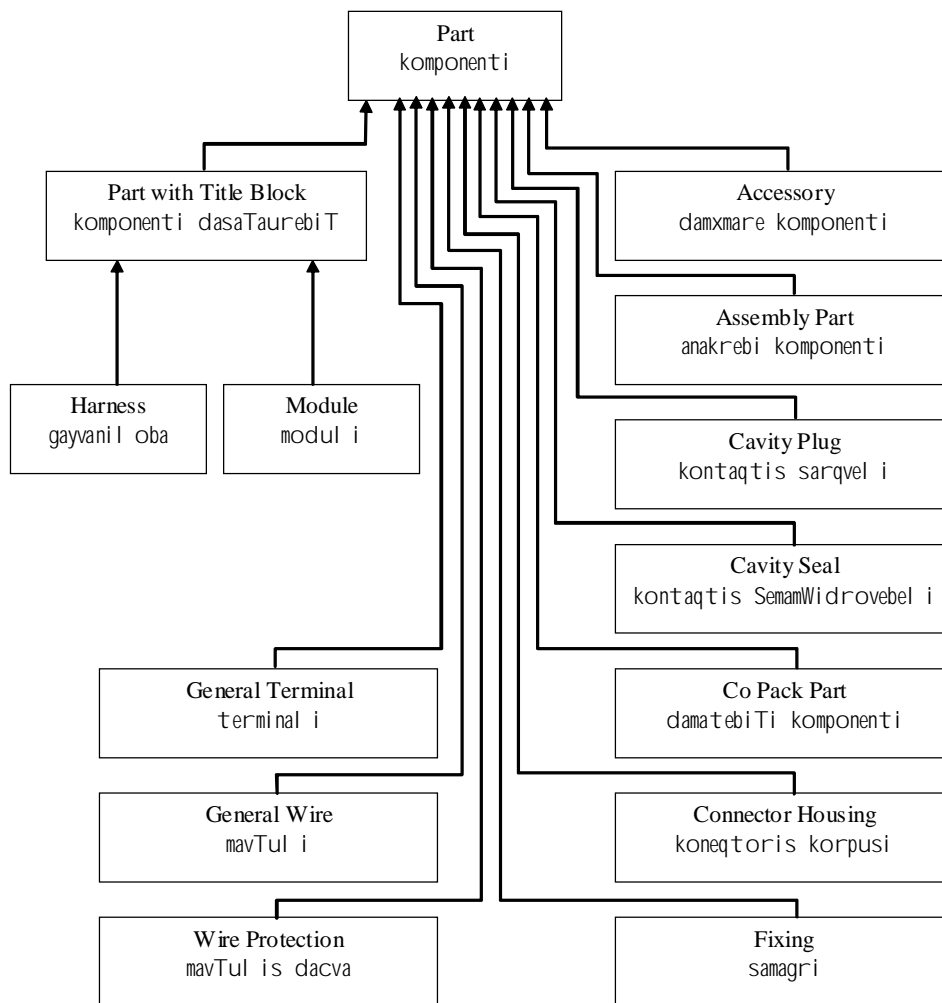 Part
komponenti
Part with Title Block
komponenti dasaTaurebiT
Accessory
damxmare komponenti
Assembly Part
anakrebi komponenti
Harness
gayvanil oba
Module
modul i
Cavity Plug
kontaqtis sarqvel i
Cavity Seal
kontaqtis SemamWidrovebel i
General Terminal
terminal i
Co Pack Part
damatebiTi komponenti
General Wire
mavTul i
Connector Housing
koneqtoris korpusi
Wire Protection
mavTul is dacva
Fixing
samagri